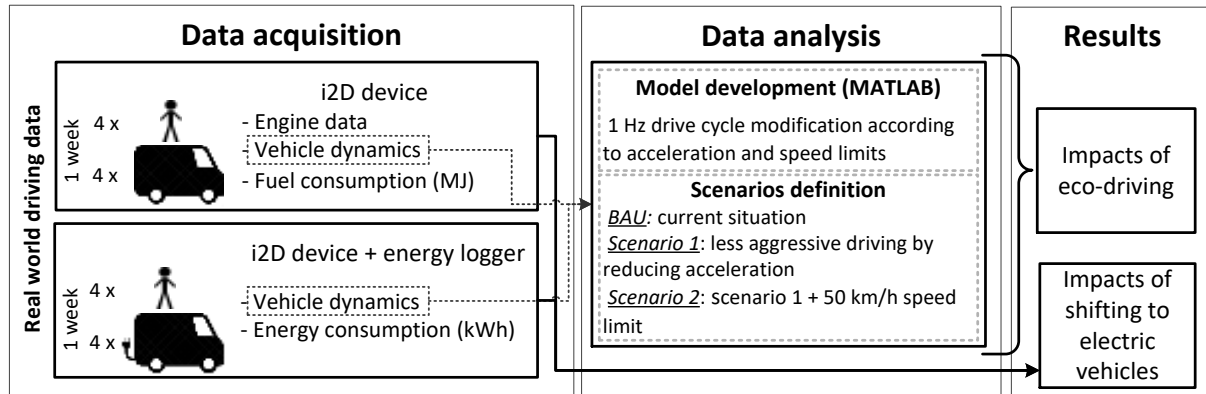 Data acquisition
Real world driving data
1 week
4 x
4 x
i2D device
- Engine data
- Vehicle dynamics
- Fuel consumption (MJ)
1 week
4 x
4 x
i2D device + energy logger
- Vehicle dynamics
- Energy consumption (kWh)
Data analysis
Model development (MATLAB)
1 Hz drive cycle modification according
to acceleration and speed limits
Scenarios definition
BAU: current situation
Scenario 1: less aggressive driving by
reducing acceleration
Scenario 2: scenario 1 + 50 km/h speed
limit
Results
Impacts of
eco-driving
Impacts of
shifting to
electric
vehicles